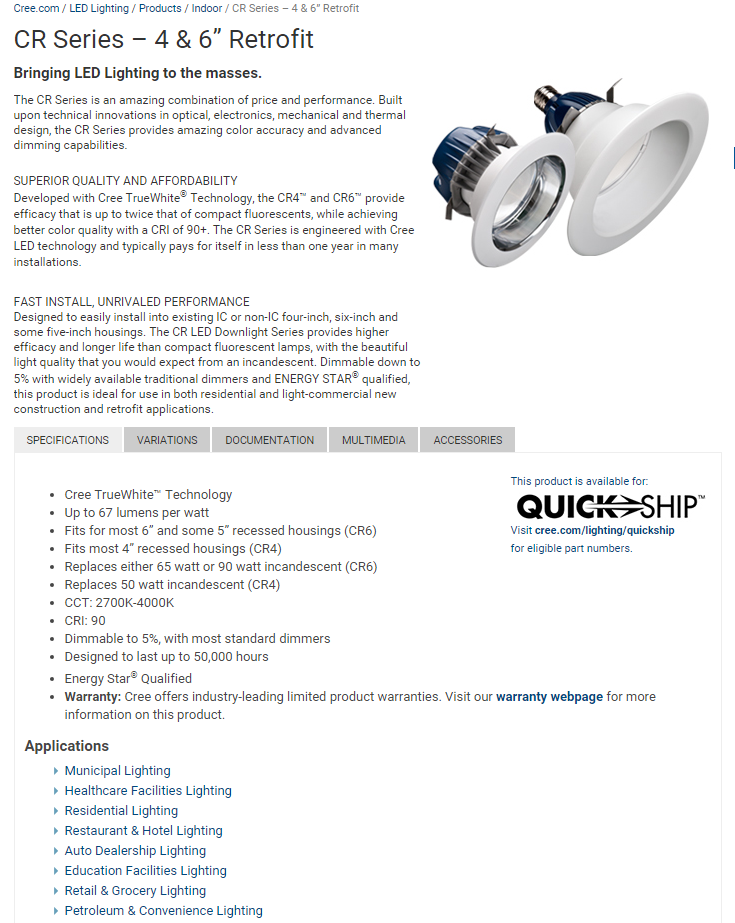 Cree.com / LED Lighting / Products / Indoor / CR Series – 4 & 6” Retrofit
CR Series – 4 & 6” Retrofit
Bringing LED Lighting to the masses.
The CR Series is an amazing combination of price and performance. Built
upon technical innovations in optical, electronics, mechanical and thermal
design, the CR Series provides amazing color accuracy and advanced
dimming capabilities.
SUPERIOR QUALITY AND AFFORDABILITY
Developed with Cree TrueWhite® Technology, the CR4™ and CR6™ provide
efficacy that is up to twice that of compact fluorescents, while achieving
better color quality with a CRI of 90+. The CR Series is engineered with Cree
LED technology and typically pays for itself in less than one year in many
installations.
FAST INSTALL, UNRIVALED PERFORMANCE
Designed to easily install into existing IC or non-IC four-inch, six-inch and
some five-inch housings. The CR LED Downlight Series provides higher
efficacy and longer life than compact fluorescent lamps, with the beautiful
light quality that you would expect from an incandescent. Dimmable down to
5% with widely available traditional dimmers and ENERGY STAR® qualified,
this product is ideal for use in both residential and light-commercial new
construction and retrofit applications.
SPECIFICATIONS VARIATIONS DOCUMENTATION MULTIMEDIA ACCESSORIES
• Cree TrueWhite™ Technology
• Up to 67 lumens per watt
• Fits for most 6” and some 5” recessed housings (CR6)
• Fits most 4” recessed housings (CR4)
• Replaces either 65 watt or 90 watt incandescent (CR6)
• Replaces 50 watt incandescent (CR4)
• CCT: 2700K-4000K
• CRI: 90
• Dimmable to 5%, with most standard dimmers
• Designed to last up to 50,000 hours
• Energy Star® Qualified
• Warranty: Cree offers industry-leading limited product warranties. Visit our warranty webpage for more
information on this product.
This product is available for:
QUICK SHIP™
Visit cree.com/lighting/quickship
for eligible part numbers.
Applications
Municipal Lighting
Healthcare Facilities Lighting
Residential Lighting
Restaurant & Hotel Lighting
Auto Dealership Lighting
Education Facilities Lighting
Retail & Grocery Lighting
Petroleum & Convenience Lighting